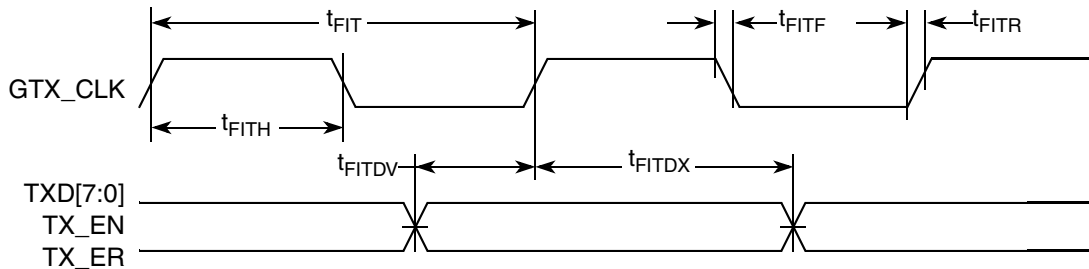 tFIT
tFITF
tFITR
GTX_CLK
tFITH
tFITDV
tFITDX
TXD[7:0]
TX_EN
TX_ER